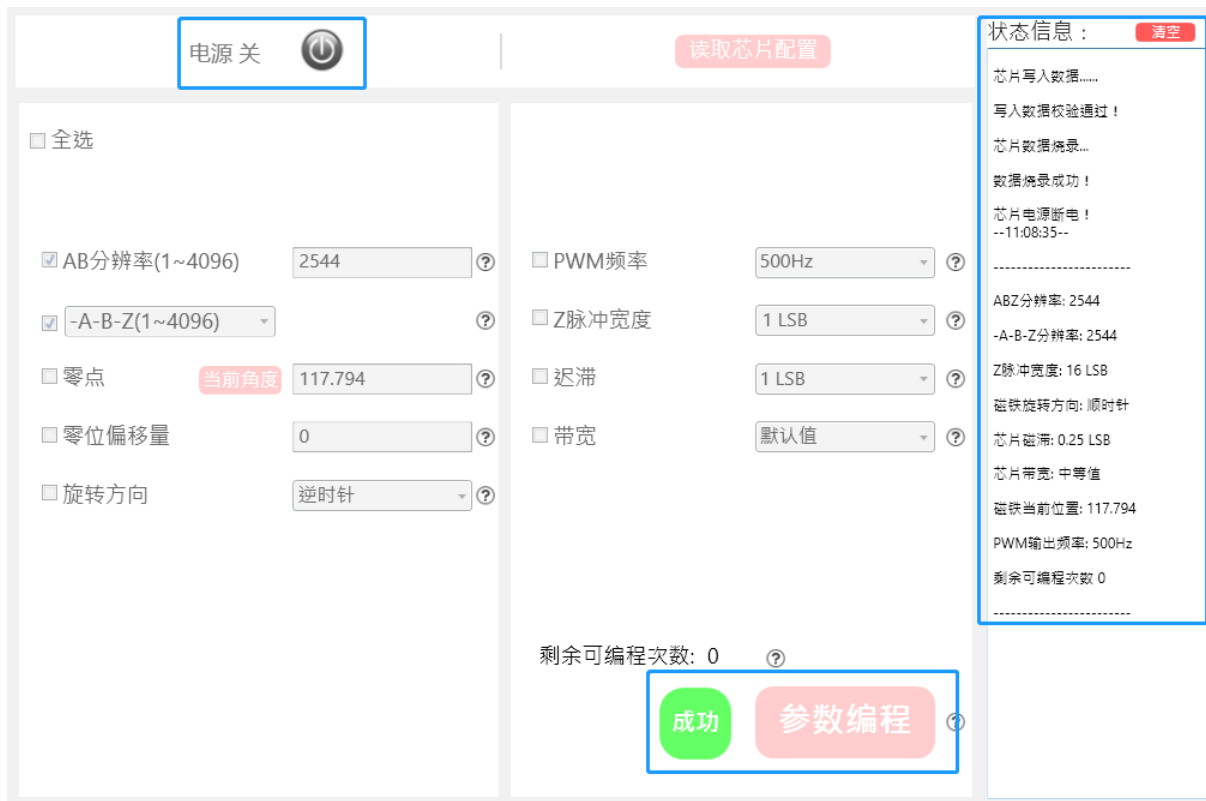 电源 关
读取芯片配置
全选
AB分辨率(1~4096)
2544
-A-B-Z(1~4096)
零点
当前角度
117.794
零位偏移量
0
旋转方向
逆时针
PWM频率
500Hz
Z脉冲宽度
1 LSB
迟滞
1 LSB
带宽
默认值
剩余可编程次数: 0
成功
参数编程
状态信息：
清空
芯片写入数据......
写入数据校验通过！
芯片数据烧录...
数据烧录成功！
芯片电源断电！
--11:08:35--
-------------------------
ABZ分辨率: 2544
-A-B-Z分辨率: 2544
Z脉冲宽度: 16 LSB
磁铁旋转方向: 顺时针
芯片磁滞: 0.25 LSB
芯片带宽: 中等值
磁铁当前位置: 117.794
PWM输出频率: 500Hz
剩余可编程次数 0
-------------------------